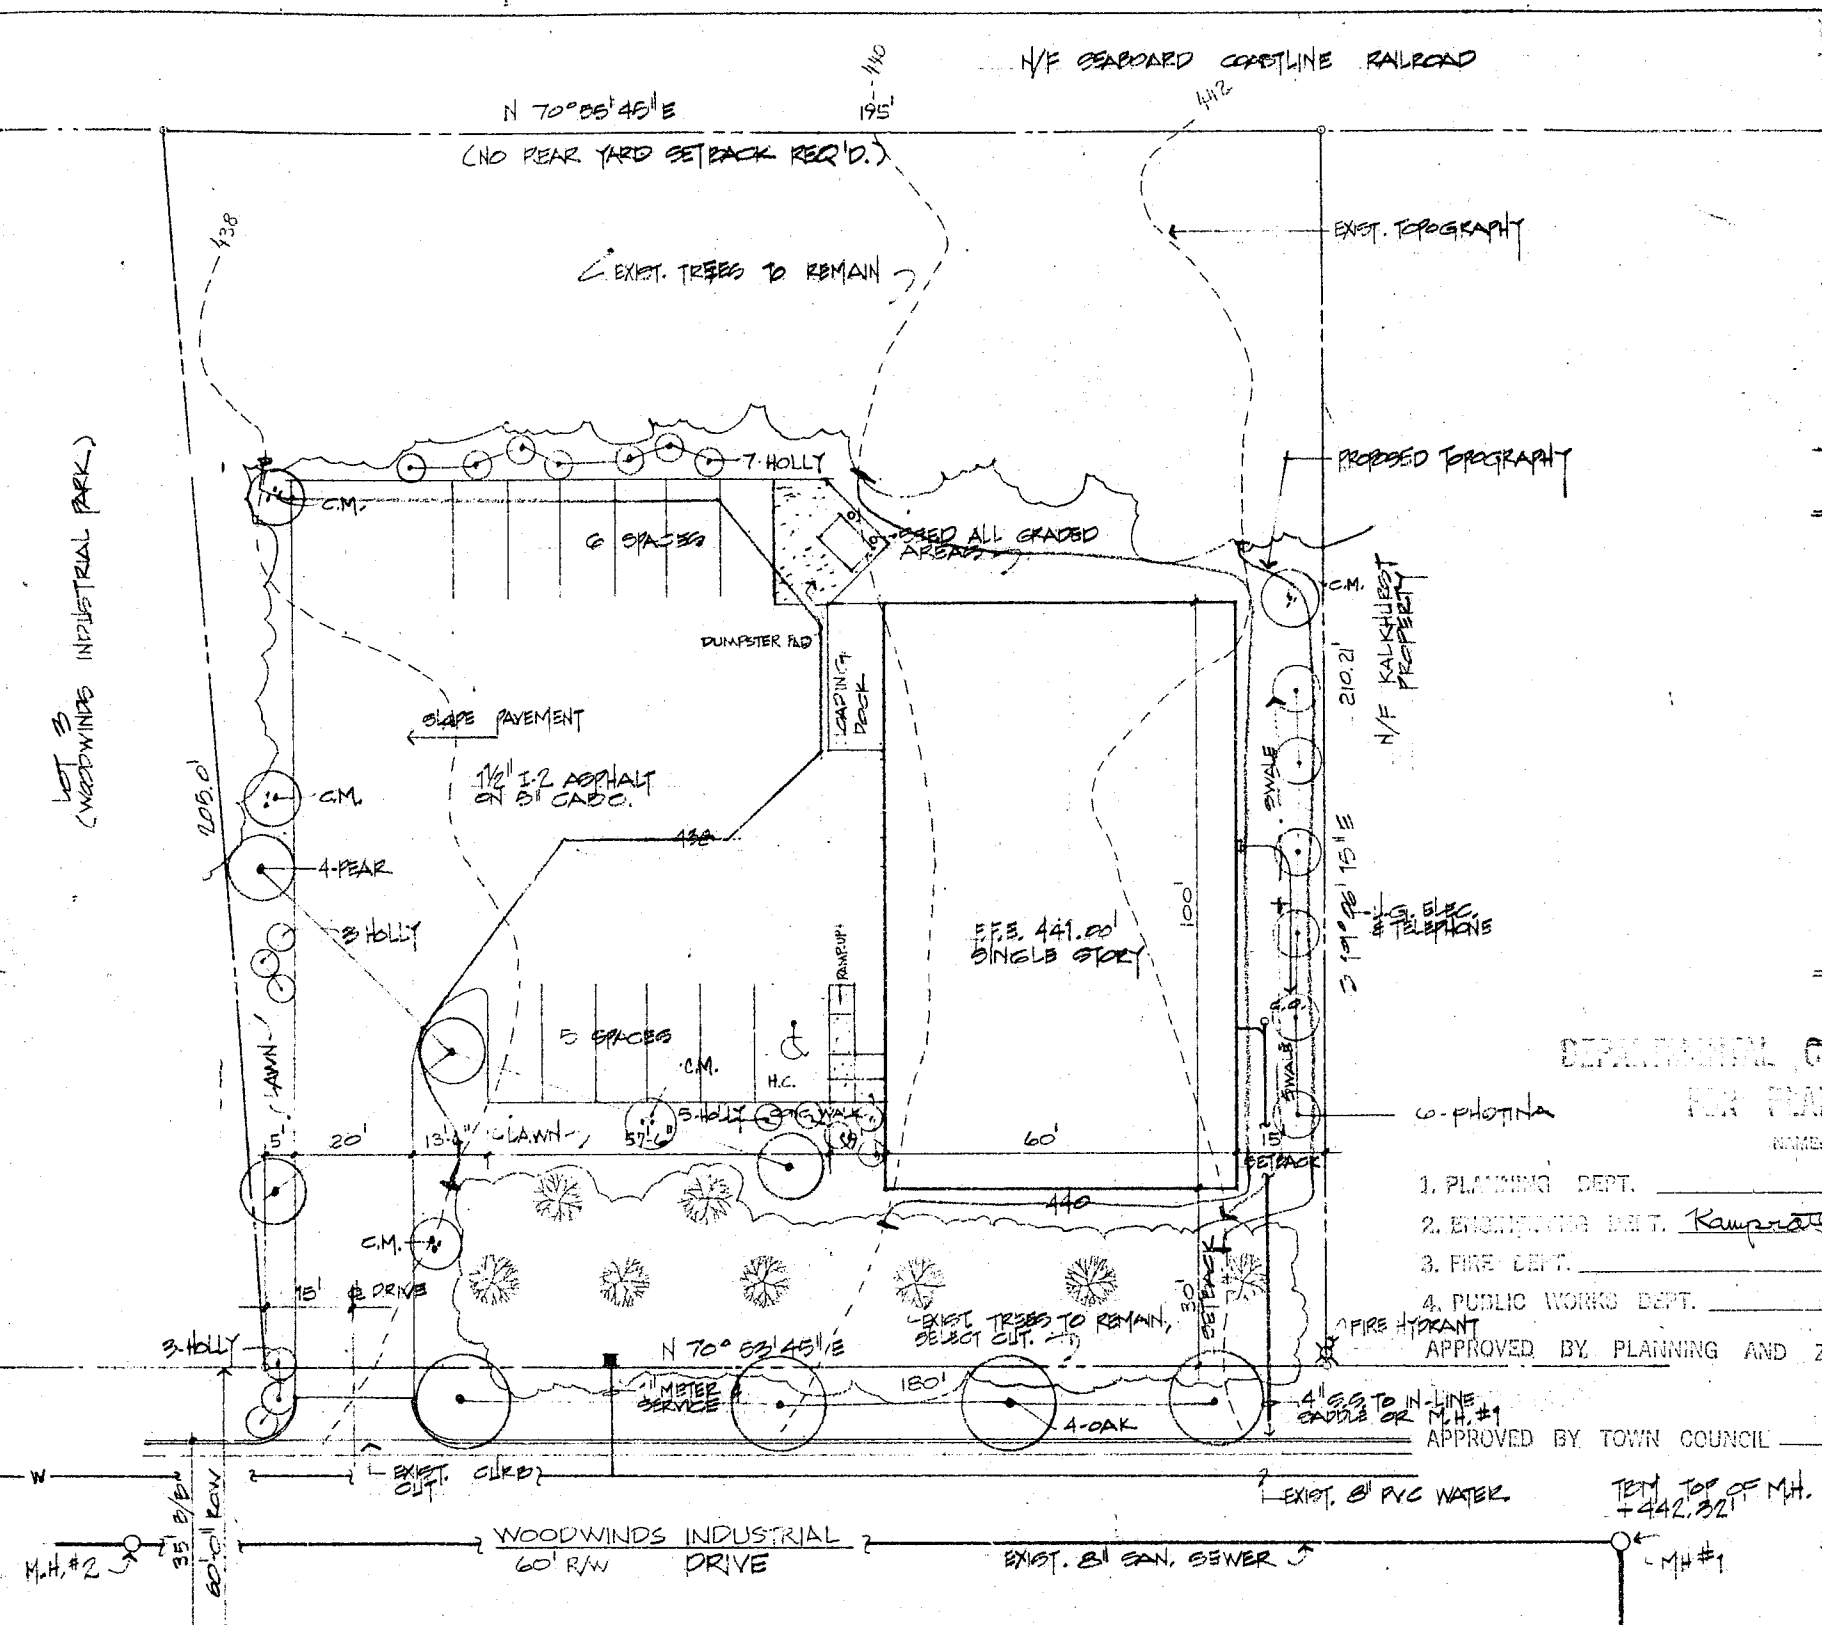 N/F SEABOARD COASTLINE RAILROAD
440
442
N 70° 55' 45" E
195'
(NO REAR YARD SETBACK REQ'D.)
438
EXIST. TOPOGRAPHY
EXIST. TREES TO REMAIN
PROPOSED TOPOGRAPHY
7-HOLLY
C.M.
6 SPACES
SEED ALL GRADED
AREAS
C.M.
N/F KALKHURST
PROPERTY
DUMPSTER PAD
LOADING
DOCK
210.21'
LOT 3
(WOODWINDS INDUSTRIAL PARK)
SLOPE PAVEMENT
1½" I-2 ASPHALT
ON 8" CABC.
SWALE
205.0'
C.M.
438
4-PEAR
3 HOLLY
RAMP UP
F.F.E. 441.00'
SINGLE STORY
100'
U.G. ELEC.
& TELEPHONE
5 SPACES
C.M.
H.C.
LAWN
SWALE
6-PHOTINA
5-HOLLY
CONC. WALK
5'
20'
LAWN
57'-6"
60'
15'
SETBACK
1. PLANNING DEPT.
440
2. ENGINEERING DEPT.
C.M.
3. FIRE DEPT.
15'
℄ DRIVE
30'
SETBACK
4. PUBLIC WORKS DEPT.
EXIST. TREES TO REMAIN,
SELECT CUT.
FIRE HYDRANT
3-HOLLY
N 70° 53' 45" E
APPROVED BY PLANNING AND
180'
1" METER
SERVICE
4-OAK
4" S.S. TO IN-LINE
SADDLE OR M.H. #1
APPROVED BY TOWN COUNCIL
W
EXIST. CURB
CUT
EXIST. 8" PVC WATER.
TOP OF M.H.
442.32'
35' B/B
60'-0" ROW
WOODWINDS INDUSTRIAL
60' R/W DRIVE
EXIST. 8" SAN. SEWER
M.H. #2
MH #1